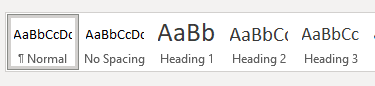 AaBbCcDc AaBbCcDc AaBb AaBbCc AaBbCc
¶ Normal No Spacing Heading 1 Heading 2 Heading 3